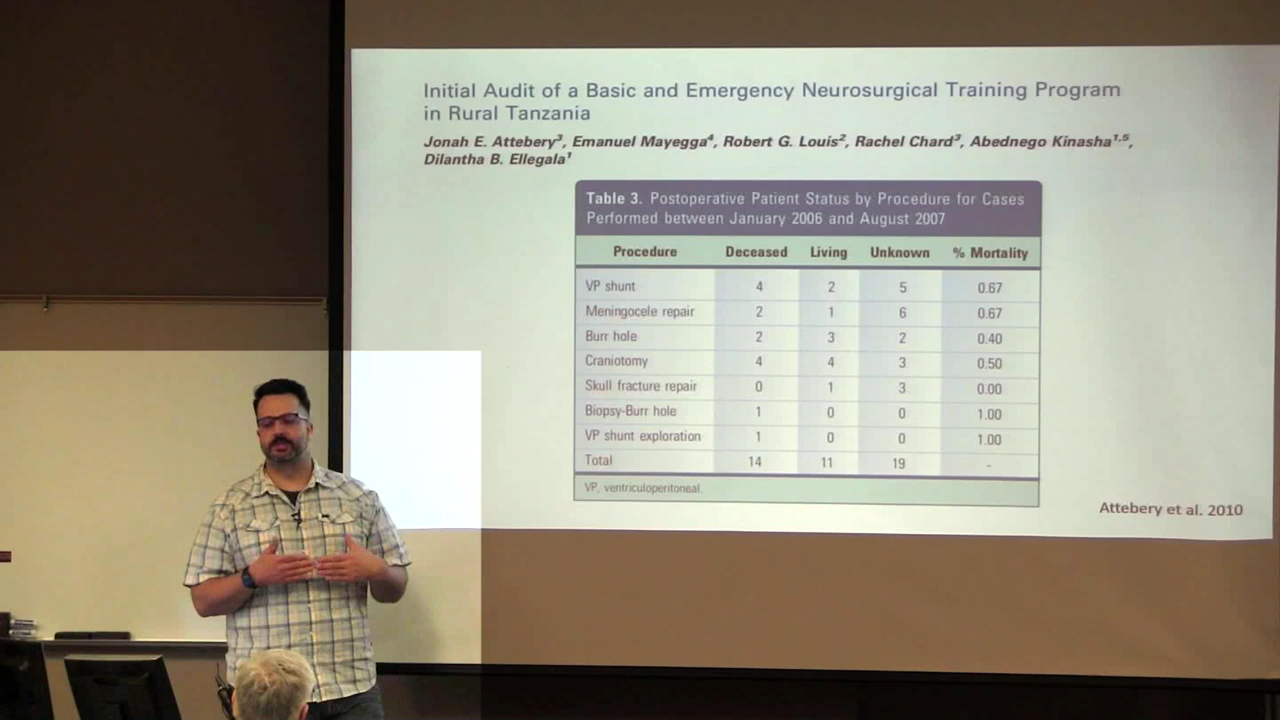 Initial Audit of a Basic and Emergency Neurosurgical Training Program
in Rural Tanzania
Jonah E. Attebery³, Emanuel Mayegga⁴, Robert G. Louis², Rachel Chard³, Abednego Kinasha¹·⁵,
Dilantha B. Ellegala¹
Table 3. Postoperative Patient Status by Procedure for Cases
Performed between January 2006 and August 2007
Procedure Deceased Living Unknown % Mortality
VP shunt 4 2 5 0.67
Meningocele repair 2 1 6 0.67
Burr hole 2 3 2 0.40
Craniotomy 4 4 3 0.50
Skull fracture repair 0 1 3 0.00
Biopsy-Burr hole 1 0 0 1.00
VP shunt exploration 1 0 0 1.00
Total 14 11 19 -
VP, ventriculoperitoneal.
Attebery et al. 2010